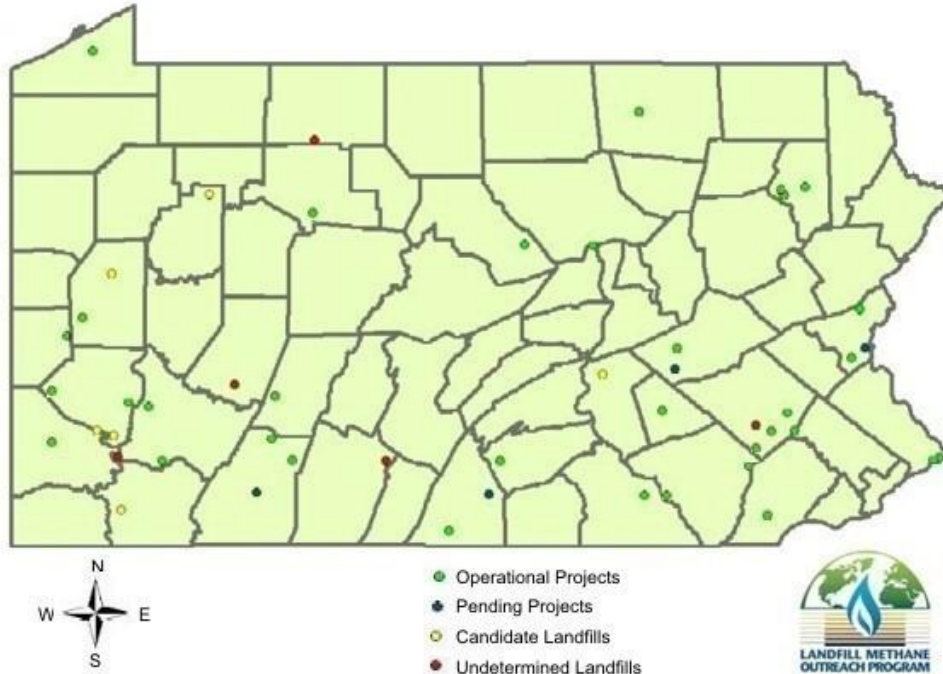 N
W E
S
Operational Projects
Pending Projects
Candidate Landfills
Undetermined Landfills
LANDFILL METHANE
OUTREACH PROGRAM